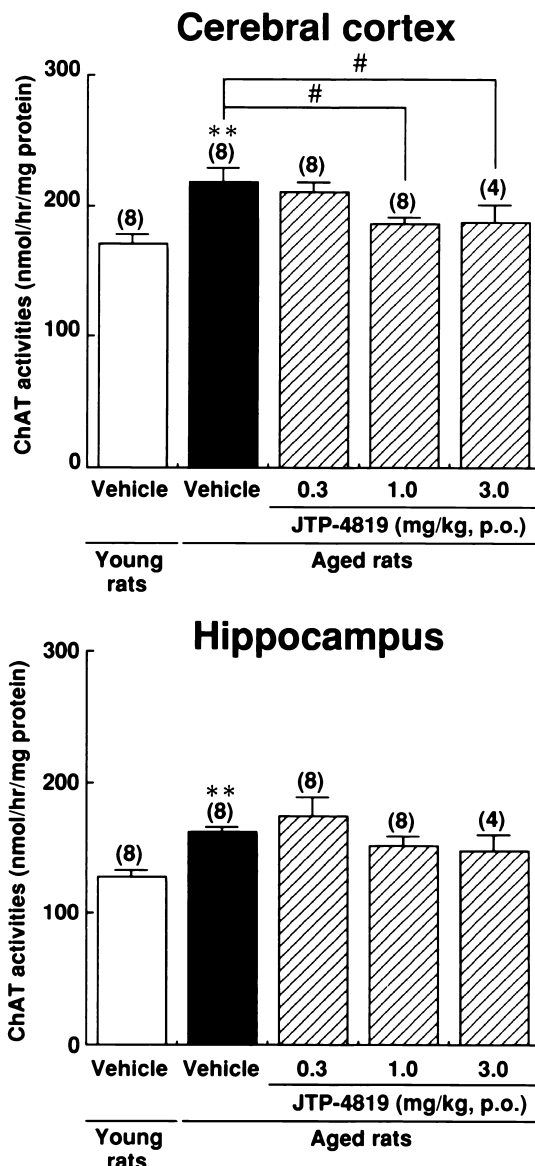 Cerebral cortex
ChAT activities (nmol/hr/mg protein)
300
200
100
0
#
#
**
(8)
(8)
(8)
(8)
(4)
Vehicle Vehicle 0.3 1.0 3.0
JTP-4819 (mg/kg, p.o.)
Young
rats
Aged rats
Hippocampus
ChAT activities (nmol/hr/mg protein)
300
200
100
0
**
(8)
(8)
(8)
(8)
(4)
Vehicle Vehicle 0.3 1.0 3.0
JTP-4819 (mg/kg, p.o.)
Young
rats
Aged rats